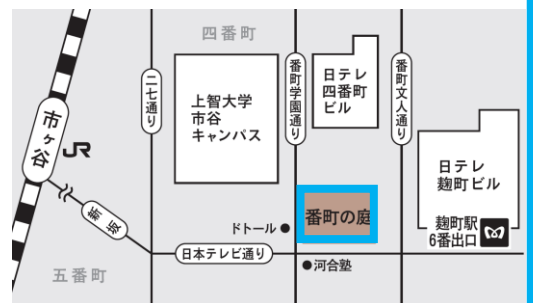 四番町
二七通り
上智大学
市谷
キャンパス
番町学園通り
日テレ
四番町
ビル
番町文人通り
市ヶ谷
JR
日テレ
麹町ビル
新坂
番町の庭
ドトール
麹町駅
6番出口
日本テレビ通り
河合塾
五番町